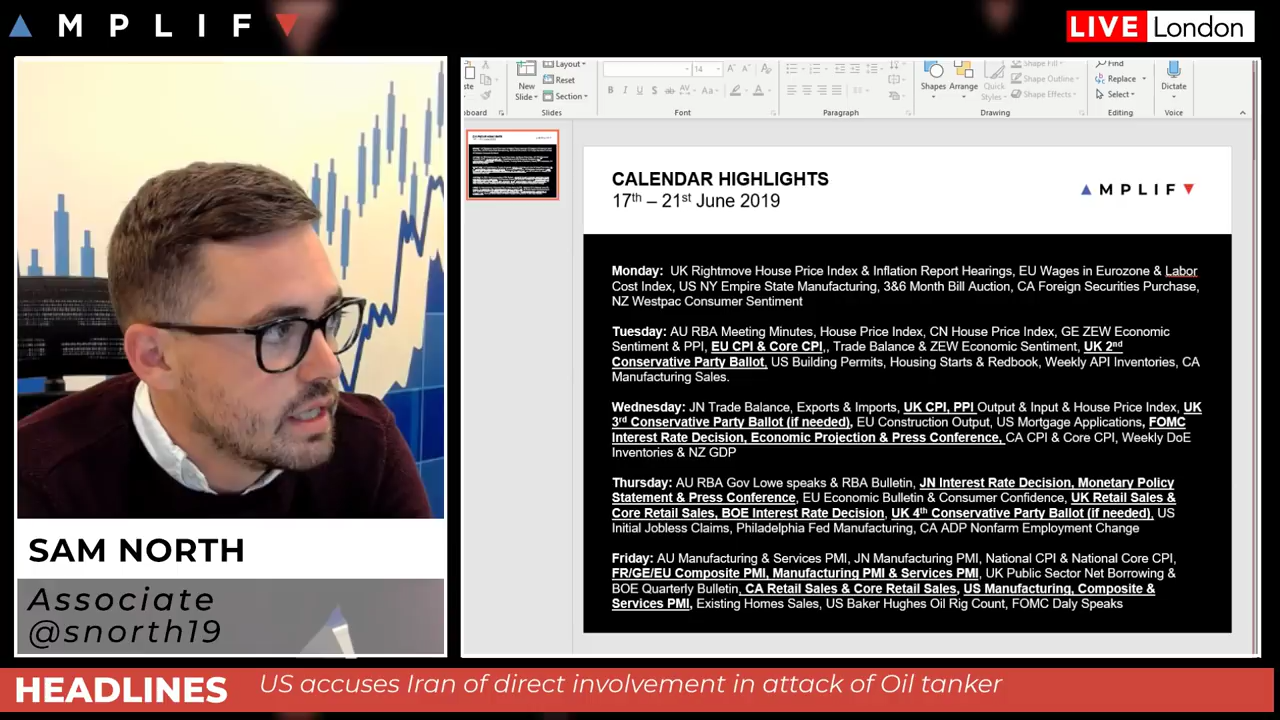 ▲ M P L I F ▼
LIVE London
Layout
Reset
Section
New
Slide
Slides
14
B I U S ab AV Aa A
Font
Paragraph
Shapes
Arrange
Quick
Styles
Shape Fill
Shape Outline
Shape Effects
Drawing
Find
Replace
Select
Editing
Dictate
Voice
CALENDAR HIGHLIGHTS
17th – 21st June 2019
▲ M P L I F ▼
Monday: UK Rightmove House Price Index & Inflation Report Hearings, EU Wages in Eurozone & Labor
Cost Index, US NY Empire State Manufacturing, 3&6 Month Bill Auction, CA Foreign Securities Purchase,
NZ Westpac Consumer Sentiment
Tuesday: AU RBA Meeting Minutes, House Price Index, CN House Price Index, GE ZEW Economic
Sentiment & PPI, EU CPI & Core CPI,, Trade Balance & ZEW Economic Sentiment, UK 2nd
Conservative Party Ballot, US Building Permits, Housing Starts & Redbook, Weekly API Inventories, CA
Manufacturing Sales.
Wednesday: JN Trade Balance, Exports & Imports, UK CPI, PPI Output & Input & House Price Index, UK
3rd Conservative Party Ballot (if needed), EU Construction Output, US Mortgage Applications, FOMC
Interest Rate Decision, Economic Projection & Press Conference, CA CPI & Core CPI, Weekly DoE
Inventories & NZ GDP
Thursday: AU RBA Gov Lowe speaks & RBA Bulletin, JN Interest Rate Decision, Monetary Policy
Statement & Press Conference, EU Economic Bulletin & Consumer Confidence, UK Retail Sales &
Core Retail Sales, BOE Interest Rate Decision, UK 4th Conservative Party Ballot (if needed), US
Initial Jobless Claims, Philadelphia Fed Manufacturing, CA ADP Nonfarm Employment Change
Friday: AU Manufacturing & Services PMI, JN Manufacturing PMI, National CPI & National Core CPI,
FR/GE/EU Composite PMI, Manufacturing PMI & Services PMI, UK Public Sector Net Borrowing &
BOE Quarterly Bulletin, CA Retail Sales & Core Retail Sales, US Manufacturing, Composite &
Services PMI, Existing Homes Sales, US Baker Hughes Oil Rig Count, FOMC Daly Speaks
SAM NORTH
Associate
@snorth19
HEADLINES US accuses Iran of direct involvement in attack of Oil tanker